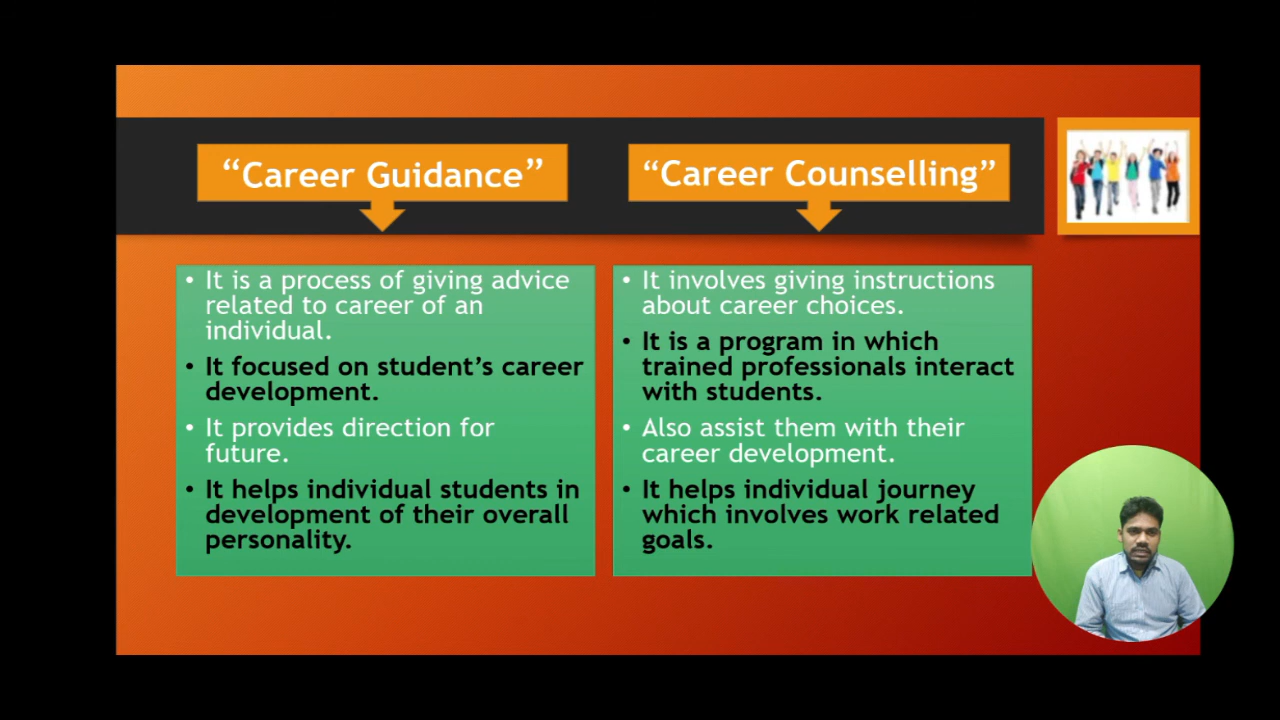 “Career Guidance”
“Career Counselling”
• It is a process of giving advice
related to career of an
individual.
• It focused on student’s career
development.
• It provides direction for
future.
• It helps individual students in
development of their overall
personality.
• It involves giving instructions
about career choices.
• It is a program in which
trained professionals interact
with students.
• Also assist them with their
career development.
• It helps individual journey
which involves work related
goals.